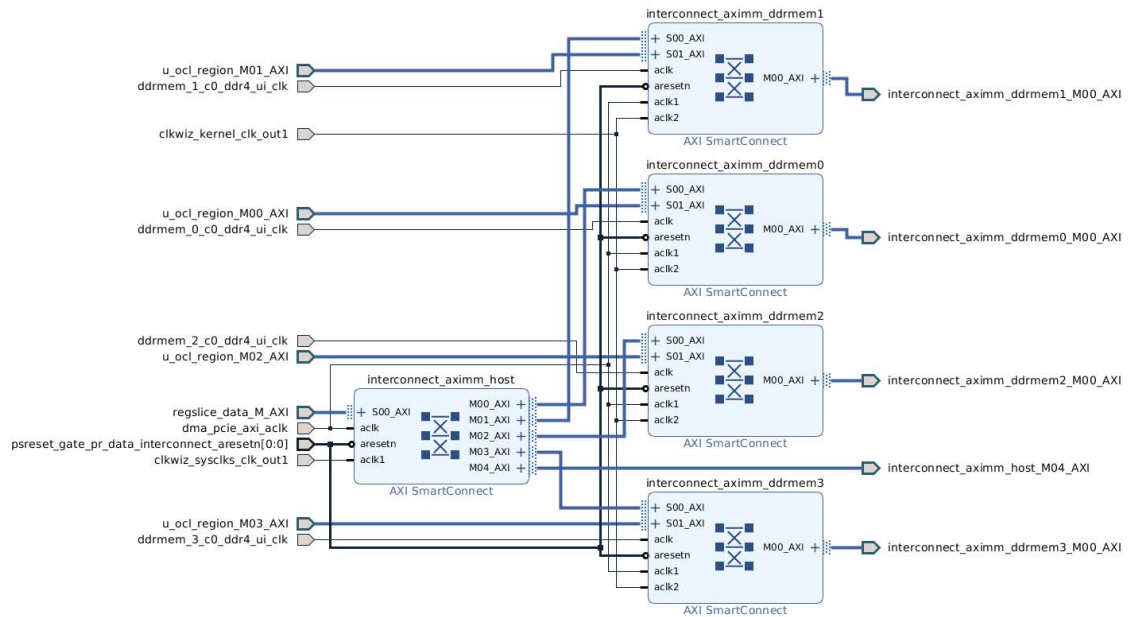 interconnect_aximm_ddrmem1
S00_AXI
S01_AXI
aclk
aresetn
aclk1
aclk2
M00_AXI
AXI SmartConnect
u_ocl_region_M01_AXI
ddrmem_1_c0_ddr4_ui_clk
clkwiz_kernel_clk_out1
interconnect_aximm_ddrmem1_M00_AXI
interconnect_aximm_ddrmem0
S00_AXI
S01_AXI
aclk
aresetn
aclk1
aclk2
M00_AXI
AXI SmartConnect
u_ocl_region_M00_AXI
ddrmem_0_c0_ddr4_ui_clk
interconnect_aximm_ddrmem0_M00_AXI
interconnect_aximm_ddrmem2
S00_AXI
S01_AXI
aclk
aresetn
aclk1
aclk2
M00_AXI
AXI SmartConnect
ddrmem_2_c0_ddr4_ui_clk
u_ocl_region_M02_AXI
interconnect_aximm_ddrmem2_M00_AXI
interconnect_aximm_host
S00_AXI
aclk
aresetn
aclk1
M00_AXI
M01_AXI
M02_AXI
M03_AXI
M04_AXI
AXI SmartConnect
regslice_data_M_AXI
dma_pcie_axi_aclk
psreset_gate_pr_data_interconnect_aresetn[0:0]
clkwiz_sysclks_clk_out1
interconnect_aximm_host_M04_AXI
interconnect_aximm_ddrmem3
S00_AXI
S01_AXI
aclk
aresetn
aclk1
aclk2
M00_AXI
AXI SmartConnect
u_ocl_region_M03_AXI
ddrmem_3_c0_ddr4_ui_clk
interconnect_aximm_ddrmem3_M00_AXI